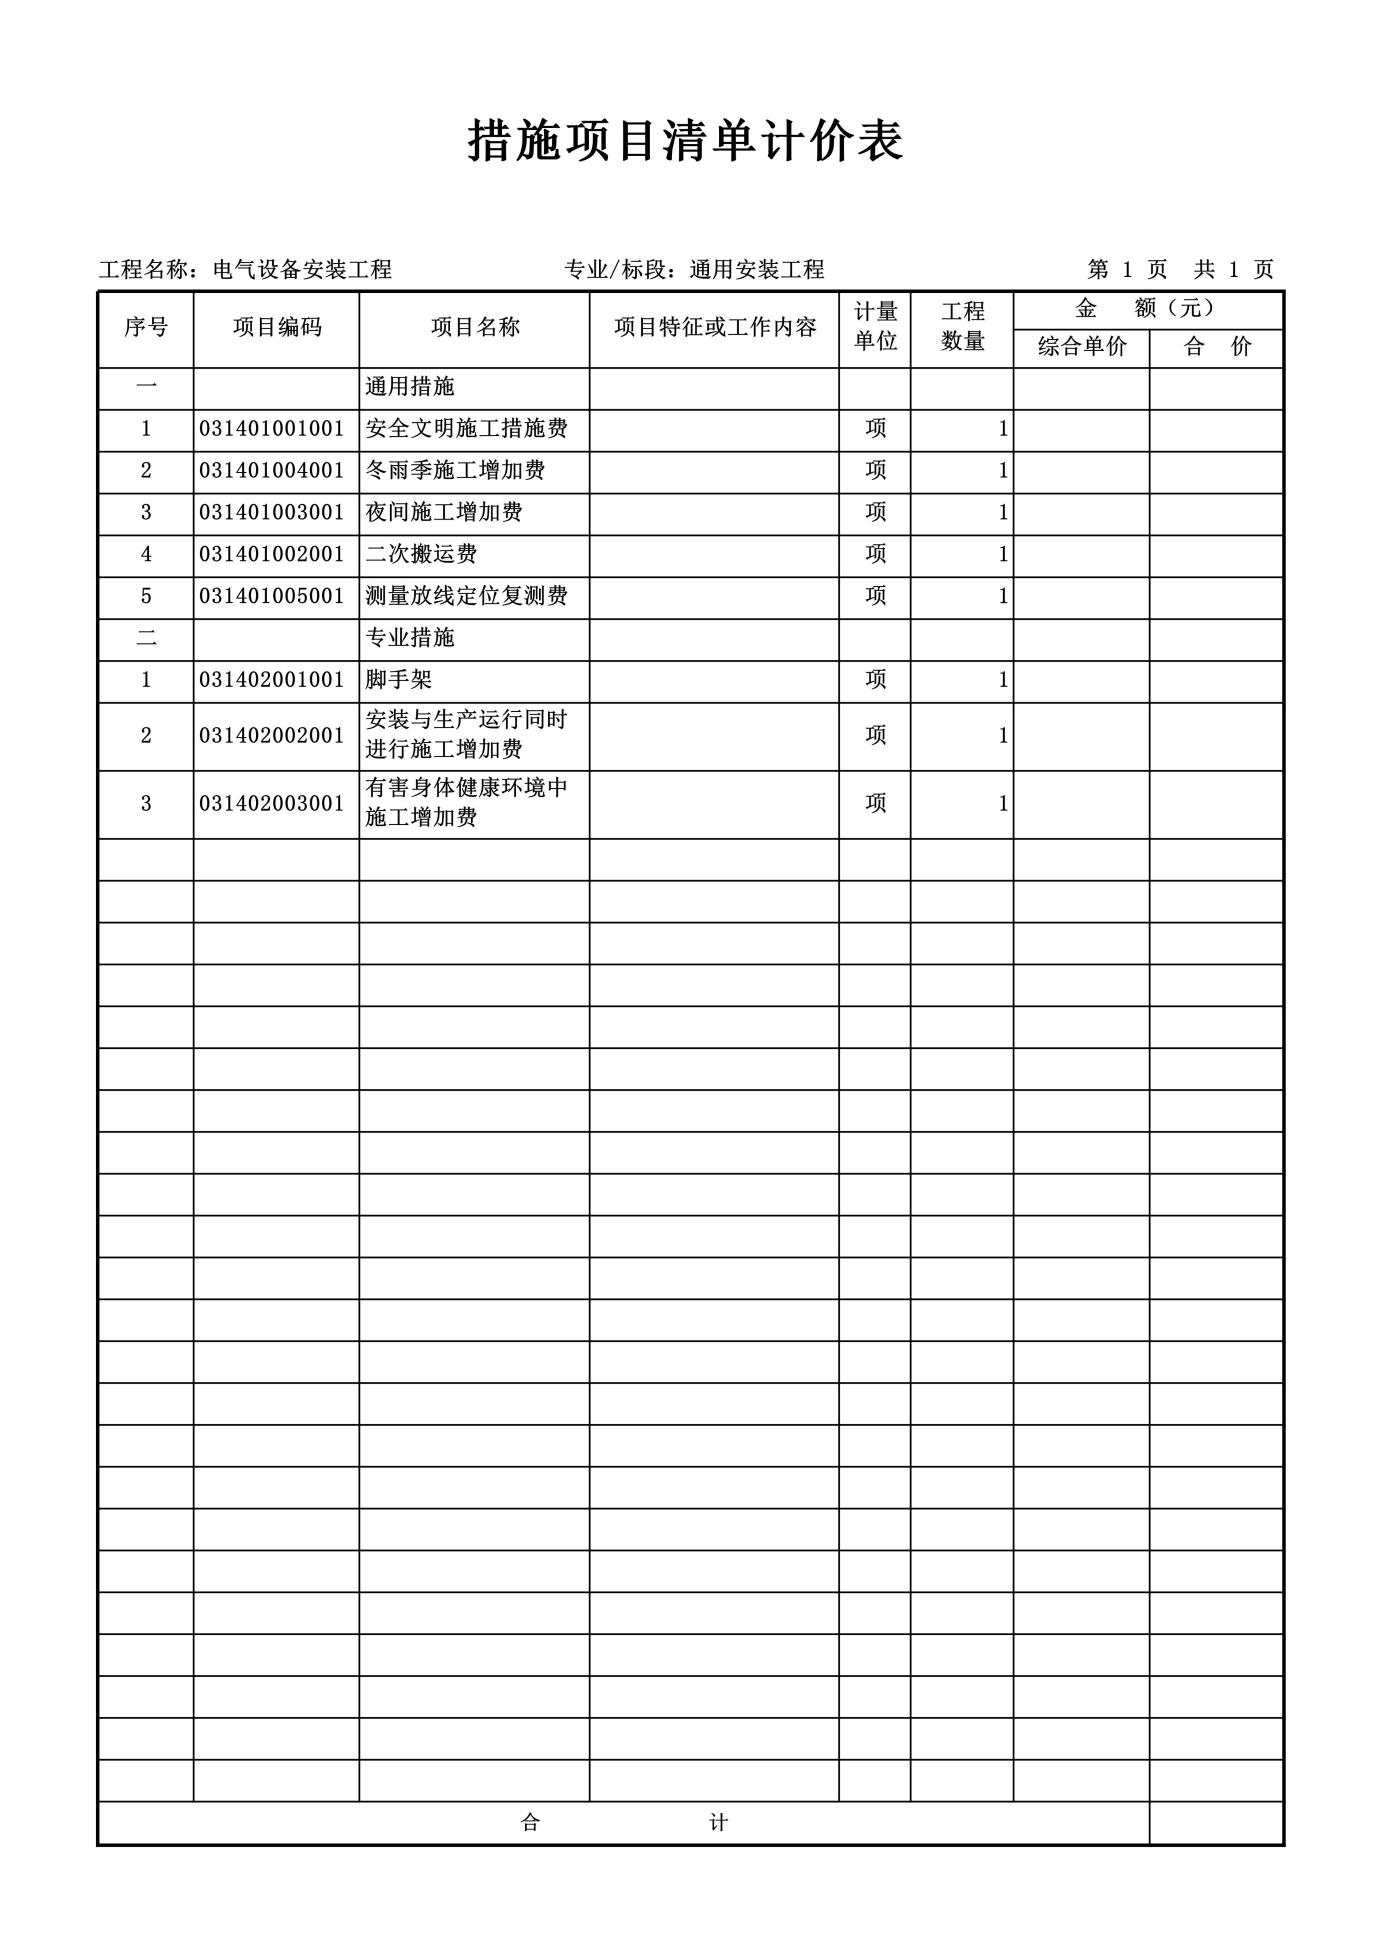 措施项目清单计价表
工程名称：电气设备安装工程 专业/标段：通用安装工程 第 1 页 共 1 页
序号 项目编码 项目名称 项目特征或工作内容 计量单位 工程数量 金 额（元）
综合单价 合 价
一 通用措施
1 031401001001 安全文明施工措施费 项 1
2 031401004001 冬雨季施工增加费 项 1
3 031401003001 夜间施工增加费 项 1
4 031401002001 二次搬运费 项 1
5 031401005001 测量放线定位复测费 项 1
二 专业措施
1 031402001001 脚手架 项 1
2 031402002001 安装与生产运行同时进行施工增加费 项 1
3 031402003001 有害身体健康环境中施工增加费 项 1
合 计